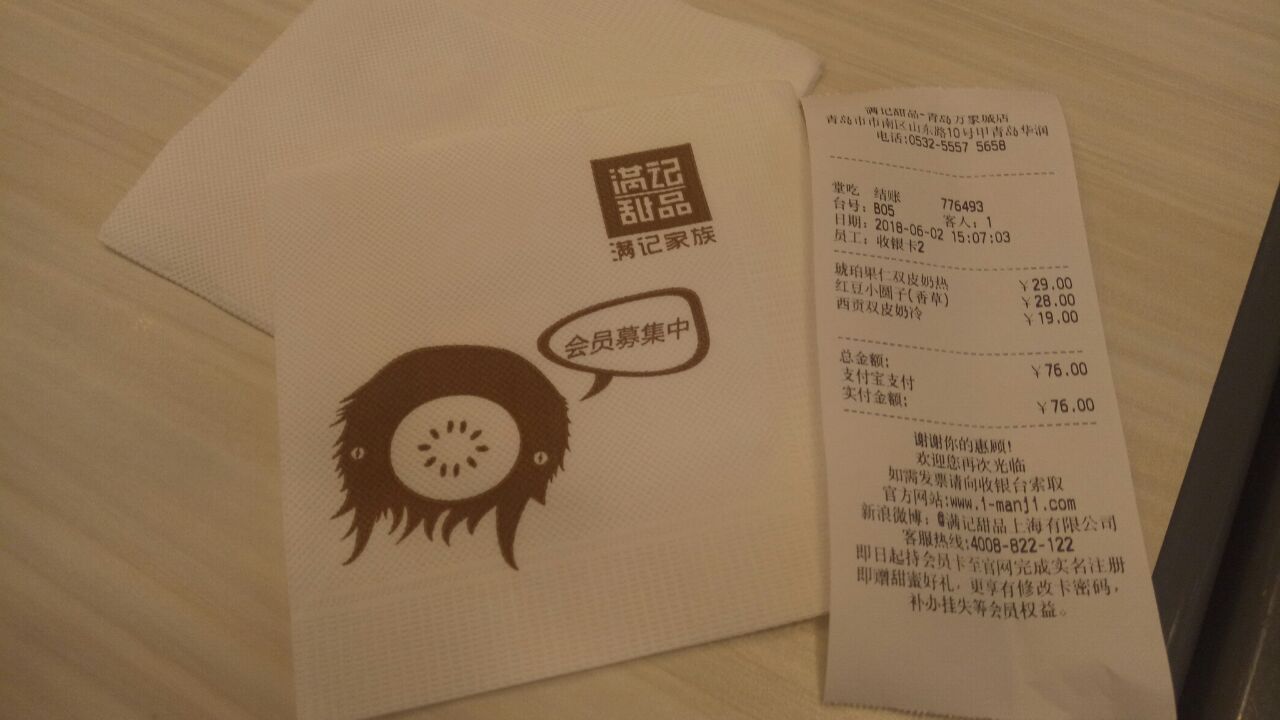 满记
甜品
满记家族
会员募集中
满记甜品-青岛万象城店
青岛市市南区山东路10号甲青岛华润
电话:0532-5557 5658
堂吃 结账 776493
台号: B05 客人: 1
日期: 2018-06-02 15:07:03
员工: 收银卡2
琥珀果仁双皮奶热 ￥29.00
红豆小圆子(香草) ￥28.00
西贡双皮奶冷 ￥19.00
总金额: ￥76.00
支付宝支付
实付金额: ￥76.00
谢谢你的惠顾!
欢迎您再次光临
如需发票请向收银台索取
官方网站:www.i-manji.com
新浪微博: @满记甜品上海有限公司
客服热线:4008-822-122
即日起持会员卡至官网完成实名注册
即赠甜蜜好礼, 更享有修改卡密码,
补办挂失等会员权益。